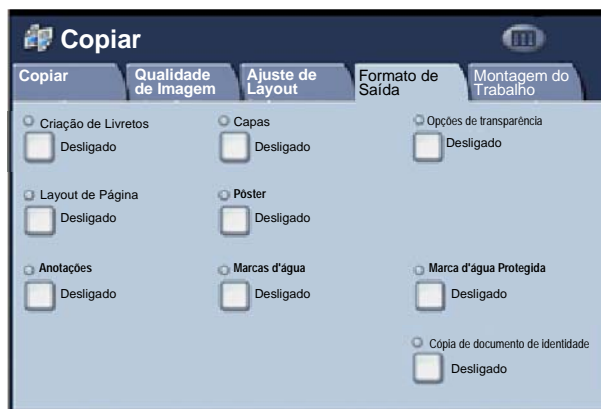 Copiar
Copiar
Qualidade
de Imagem
Ajuste de
Layout
Formato de
Saída
Montagem do
Trabalho
Criação de Livretos
Desligado
Capas
Desligado
Opções de transparência
Desligado
Layout de Página
Desligado
Pôster
Desligado
Anotações
Desligado
Marcas d'água
Desligado
Marca d'água Protegida
Desligado
Cópia de documento de identidade
Desligado